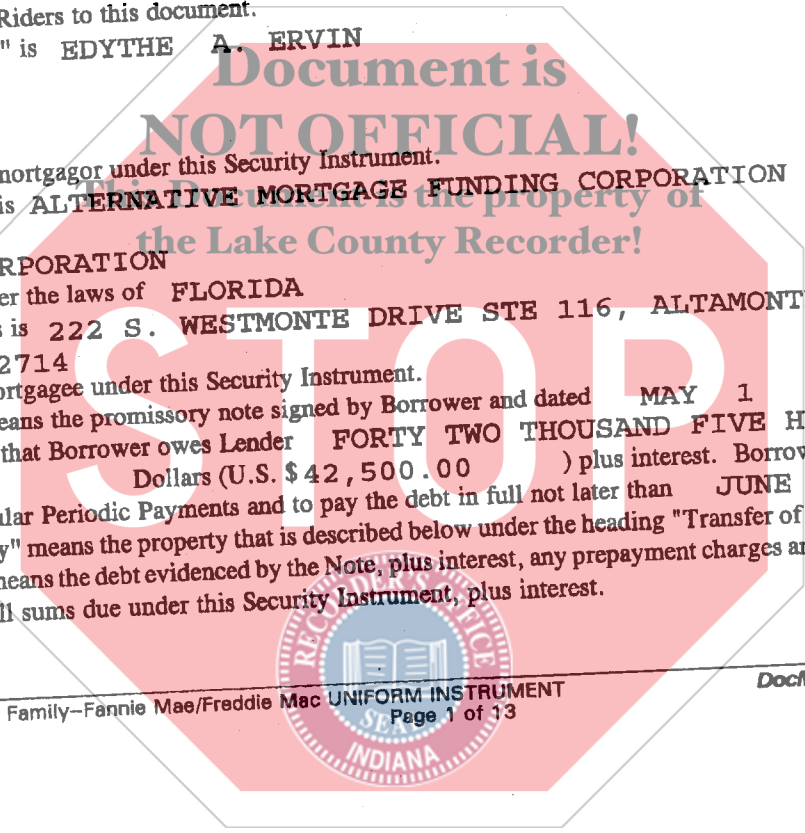 Riders to this document.
" is EDYTHE A. ERVIN
Document is
NOT OFFICIAL!
mortgagor under this Security Instrument.
is ALTERNATIVE MORTGAGE FUNDING CORPORATION
This Document is the property of
the Lake County Recorder!
RPORATION
er the laws of FLORIDA
s is 222 S. WESTMONTE DRIVE STE 116, ALTAMONT
2714
ortgagee under this Security Instrument.
eans the promissory note signed by Borrower and dated MAY 1
that Borrower owes Lender FORTY TWO THOUSAND FIVE H
Dollars (U.S. $42,500.00 ) plus interest. Borrow
ular Periodic Payments and to pay the debt in full not later than JUNE
y" means the property that is described below under the heading "Transfer of
means the debt evidenced by the Note, plus interest, any prepayment charges an
ll sums due under this Security Instrument, plus interest.
STOP
RECORDER'S OFFICE
SEAL
INDIANA
Family-Fannie Mae/Freddie Mac UNIFORM INSTRUMENT
Page 1 of 13